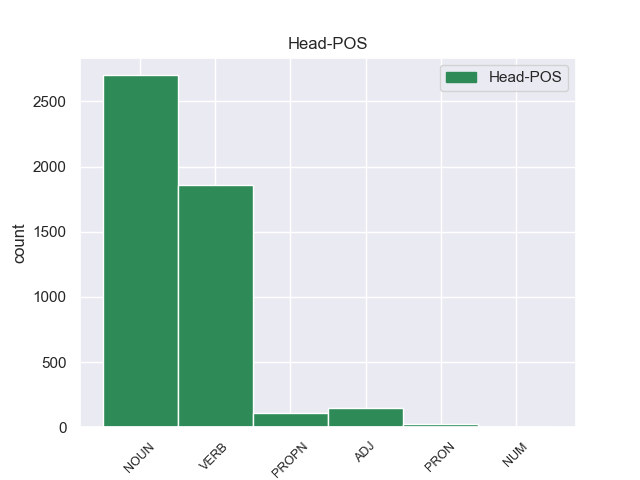 Head-POS
Head-POS
2500
2000
1500
1000
500
0
count
NOUN
VERB
PROPN
ADJ
PRON
NUM